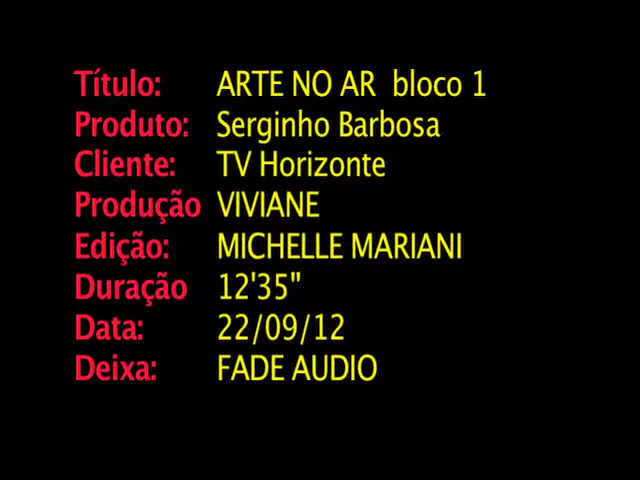 Título: ARTE NO AR bloco 1
Produto: Serginho Barbosa
Cliente: TV Horizonte
Produção VIVIANE
Edição: MICHELLE MARIANI
Duração 12'35"
Data: 22/09/12
Deixa: FADE AUDIO